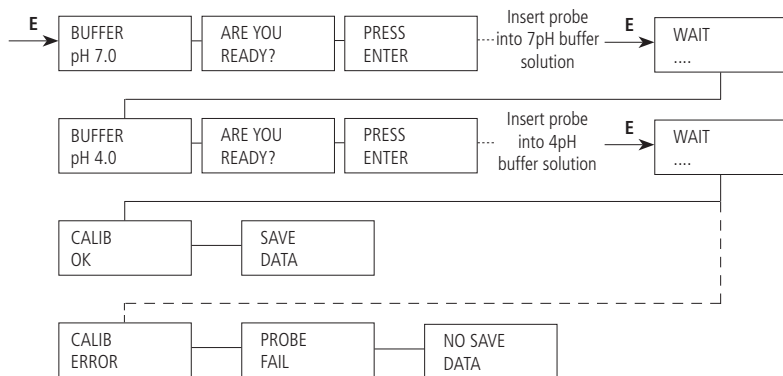 E
BUFFER
pH 7.0
ARE YOU
READY?
PRESS
ENTER
Insert probe
into 7pH buffer
solution
E
WAIT
....
BUFFER
pH 4.0
ARE YOU
READY?
PRESS
ENTER
Insert probe
into 4pH
buffer solution
E
WAIT
....
CALIB
OK
SAVE
DATA
CALIB
ERROR
PROBE
FAIL
NO SAVE
DATA